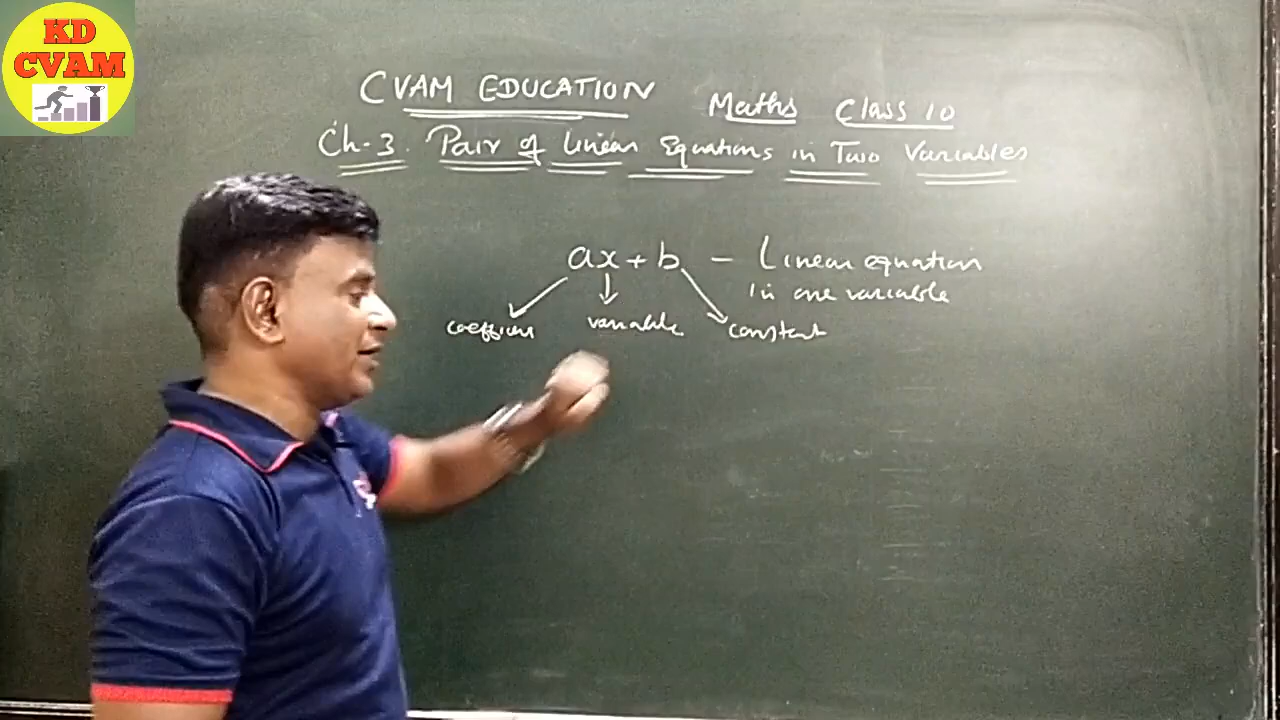 KD
CVAM
CVAM EDUCATION Maths Class 10
Ch-3. Pair of Linear Equations in Two Variables
ax + b - Linear equation
in one variable
variable constant